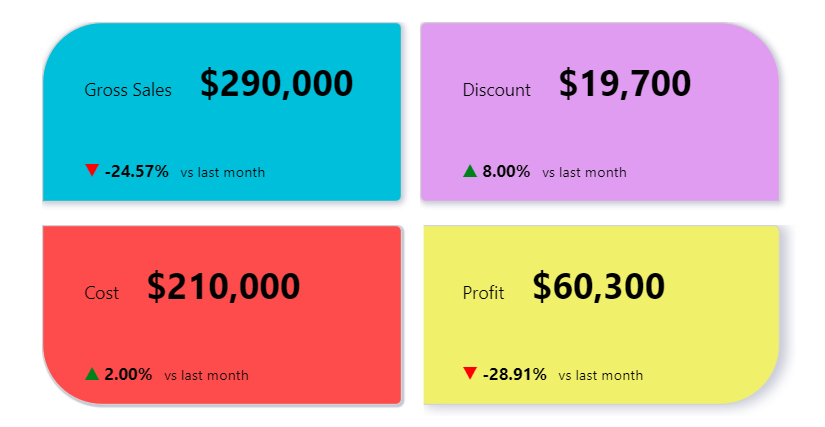 Gross Sales $290,000
▼ -24.57% vs last month
Discount $19,700
▲ 8.00% vs last month
Cost $210,000
▲ 2.00% vs last month
Profit $60,300
▼ -28.91% vs last month